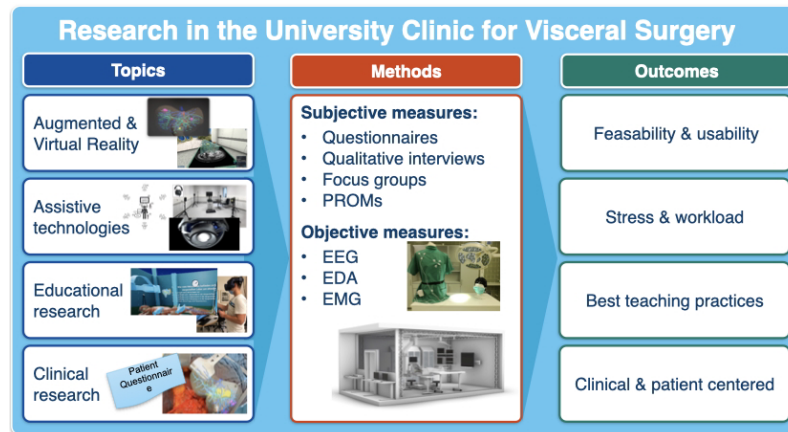 Research in the University Clinic for Visceral Surgery
Topics
Methods
Outcomes
Augmented &
Virtual Reality
Assistive
technologies
Educational
research
Clinical
research
Patient
Questionnair
e
Subjective measures:
• Questionnaires
• Qualitative interviews
• Focus groups
• PROMs
Objective measures:
• EEG
• EDA
• EMG
Feasability & usability
Stress & workload
Best teaching practices
Clinical & patient centered